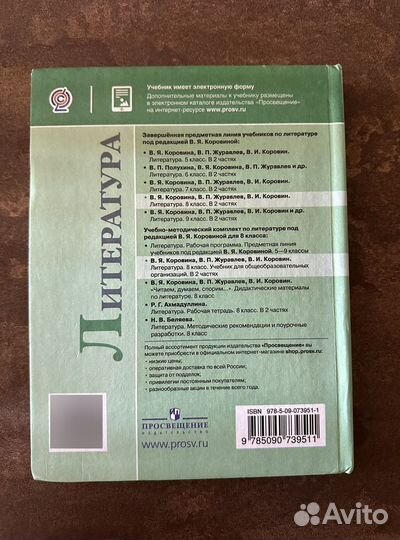 Учебник имеет электронную форму
Дополнительные материалы к учебнику размещены
в электронном каталоге издательства «Просвещение»
на интернет-ресурсе www.prosv.ru
ЛИТЕРАТУРА
Завершённая предметная линия учебников по литературе
под редакцией В. Я. Коровиной:
• В. Я. Коровина, В. П. Журавлев, В. И. Коровин.
Литература. 5 класс. В 2 частях
• В. П. Полухина, В. Я. Коровина, В. П. Журавлев и др.
Литература. 6 класс. В 2 частях
• В. Я. Коровина, В. П. Журавлев, В. И. Коровин.
Литература. 7 класс. В 2 частях
• В. Я. Коровина, В. П. Журавлев, В. И. Коровин.
Литература. 8 класс. В 2 частях
• В. Я. Коровина, В. П. Журавлев, В. И. Коровин и др.
Литература. 9 класс. В 2 частях
Учебно-методический комплект по литературе под
редакцией В. Я. Коровиной для 8 класса:
• Литература. Рабочая программа. Предметная линия
учебников под редакцией В. Я. Коровиной. 5—9 классы
• В. Я. Коровина, В. П. Журавлев, В. И. Коровин.
Литература. 8 класс. Учебник для общеобразовательных
организаций. В 2 частях
• В. Я. Коровина, В. П. Журавлев, В. И. Коровин.
«Читаем, думаем, спорим...». Дидактические материалы
по литературе. 8 класс
• Р. Г. Ахмадуллина.
Литература. Рабочая тетрадь. 8 класс. В 2 частях
• Н. В. Беляева.
Литература. Методические рекомендации и поурочные
разработки. 8 класс
Полный ассортимент продукции издательства «Просвещение» вы
можете приобрести в официальном интернет-магазине shop.prosv.ru:
• низкие цены;
• оперативная доставка по всей России;
• защита от подделок;
• привилегии постоянным покупателям;
• разнообразные акции в течение всего года.
ПРОСВЕЩЕНИЕ
ИЗДАТЕЛЬСТВО
www.prosv.ru
ISBN 978-5-09-073951-1
9 785090 739511
Avito